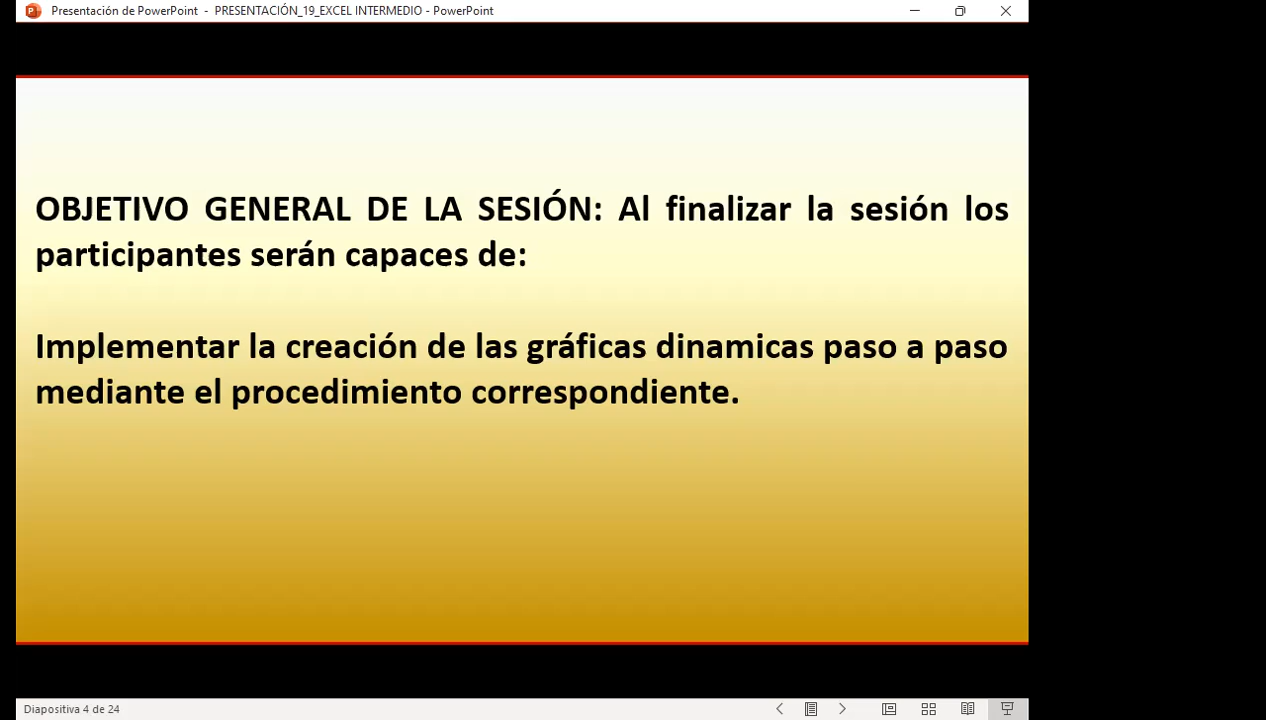 Presentación de PowerPoint - PRESENTACIÓN_19_EXCEL INTERMEDIO - PowerPoint
OBJETIVO GENERAL DE LA SESIÓN: Al finalizar la sesión los
participantes serán capaces de:
Implementar la creación de las gráficas dinamicas paso a paso
mediante el procedimiento correspondiente.
Diapositiva 4 de 24